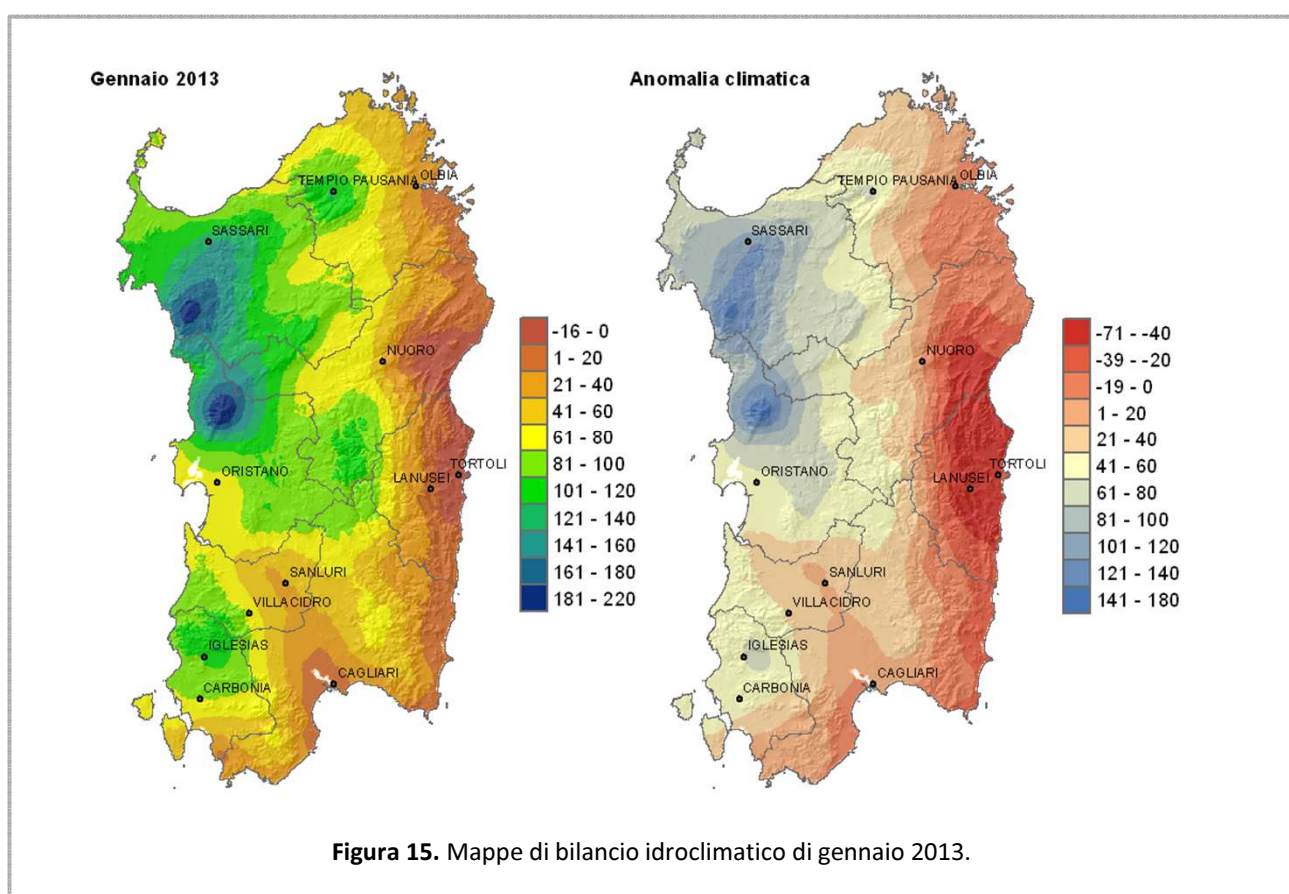 Gennaio 2013
TEMPIO PAUSANIA
OLBIA
SASSARI
NUORO
ORISTANO
TORTOLI
LANUSEI
SANLURI
VILLACIDRO
IGLESIAS
CAGLIARI
CARBONIA
-16 - 0
1 - 20
21 - 40
41 - 60
61 - 80
81 - 100
101 - 120
121 - 140
141 - 160
161 - 180
181 - 220
Anomalia climatica
TEMPIO PAUSANIA
OLBIA
SASSARI
NUORO
ORISTANO
TORTOLI
LANUSEI
SANLURI
VILLACIDRO
IGLESIAS
CAGLIARI
CARBONIA
-71 - -40
-39 - -20
-19 - 0
1 - 20
21 - 40
41 - 60
61 - 80
81 - 100
101 - 120
121 - 140
141 - 180
Figura 15. Mappe di bilancio idroclimatico di gennaio 2013.